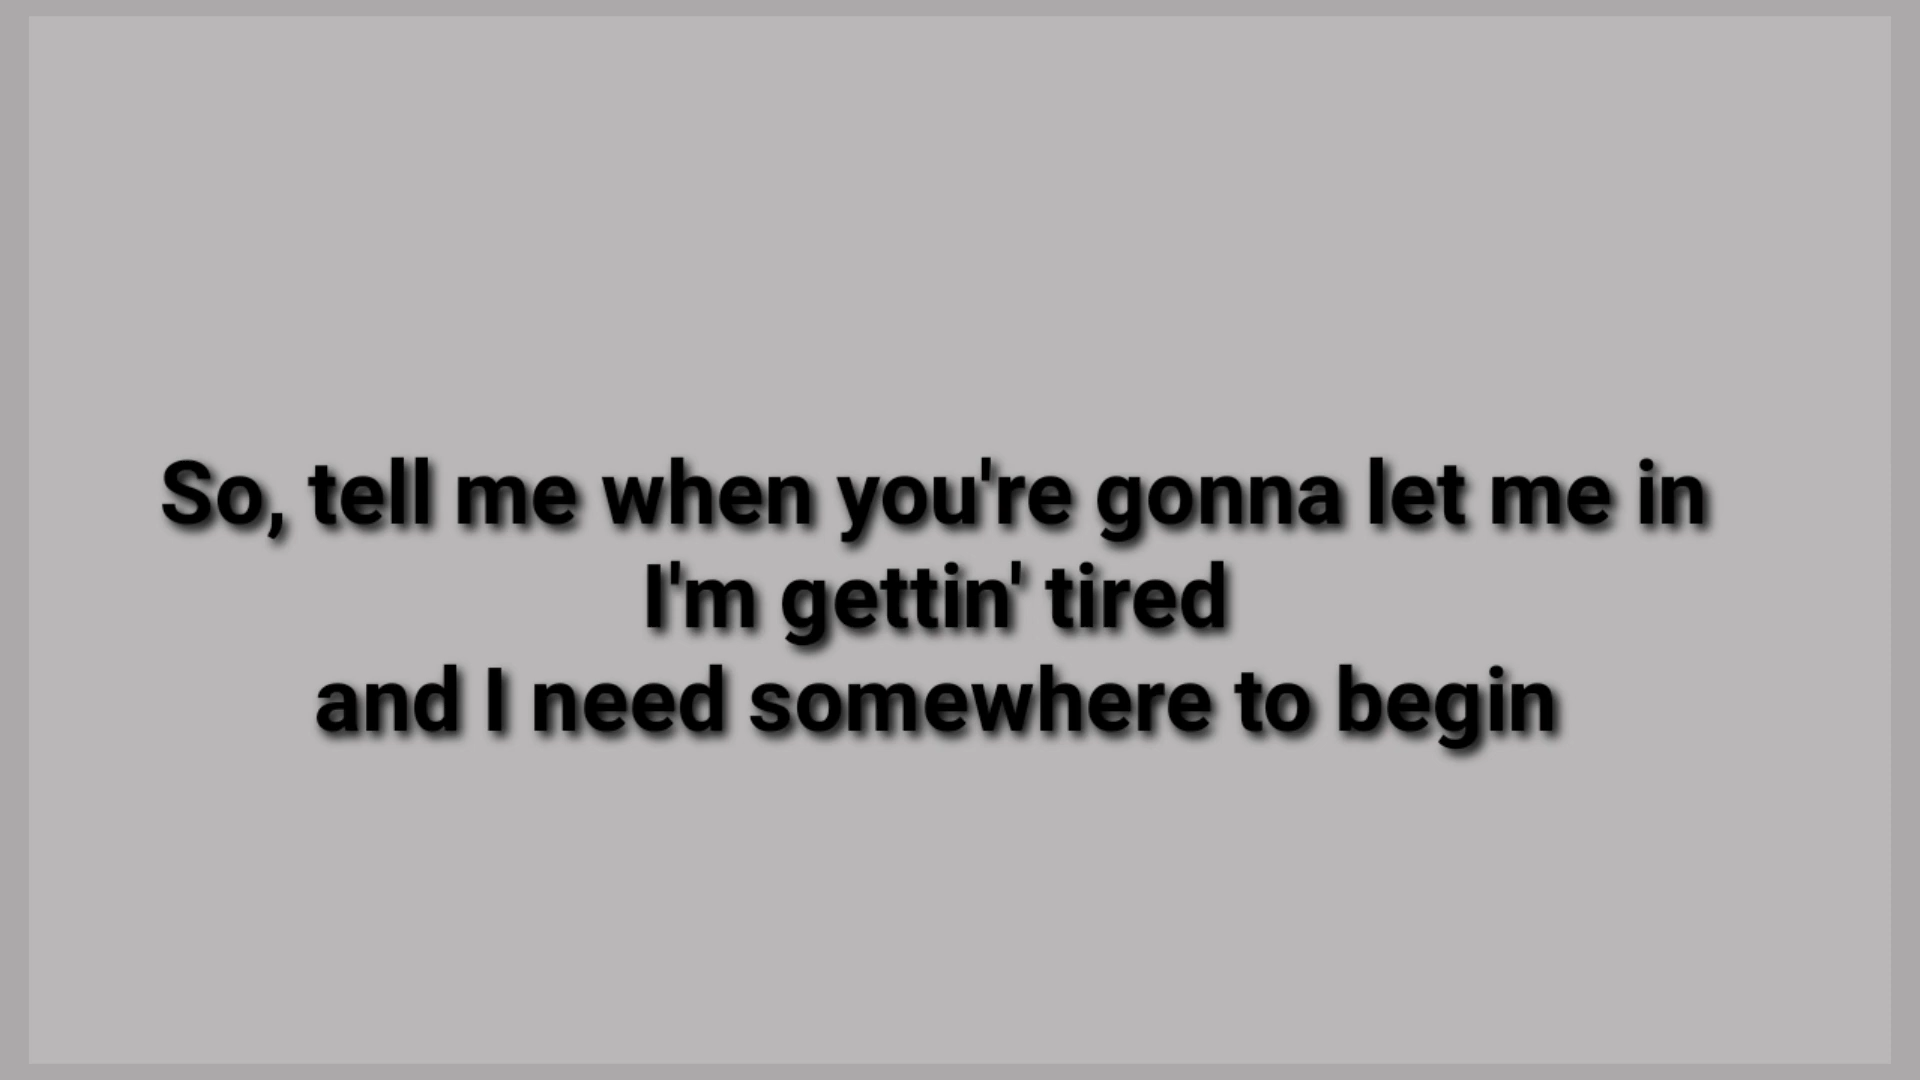 So, tell me when you're gonna let me in
I'm gettin' tired
and I need somewhere to begin